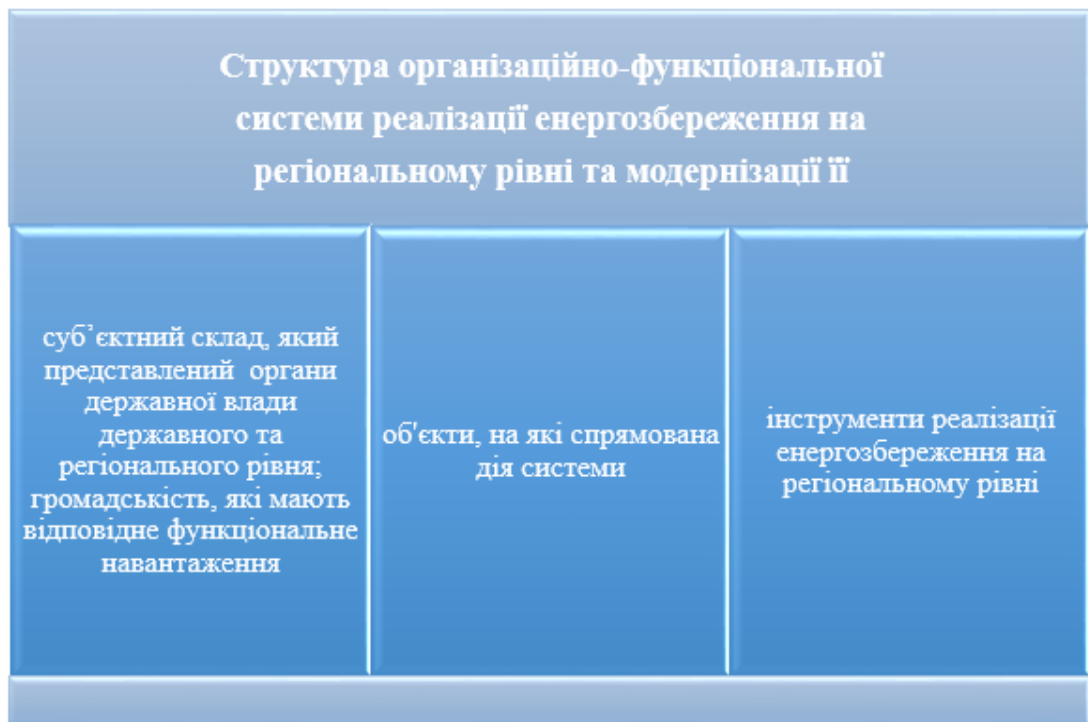 Структура організаційно-функціональної
системи реалізації енергозбереження на
регіональному рівні та модернізації її
суб’єктний склад, який
представлений органи
державної влади
державного та
регіонального рівня;
громадськість, які мають
відповідне функціональне
навантаження
об'єкти, на які спрямована
дія системи
інструменти реалізації
енергозбереження на
регіональному рівні